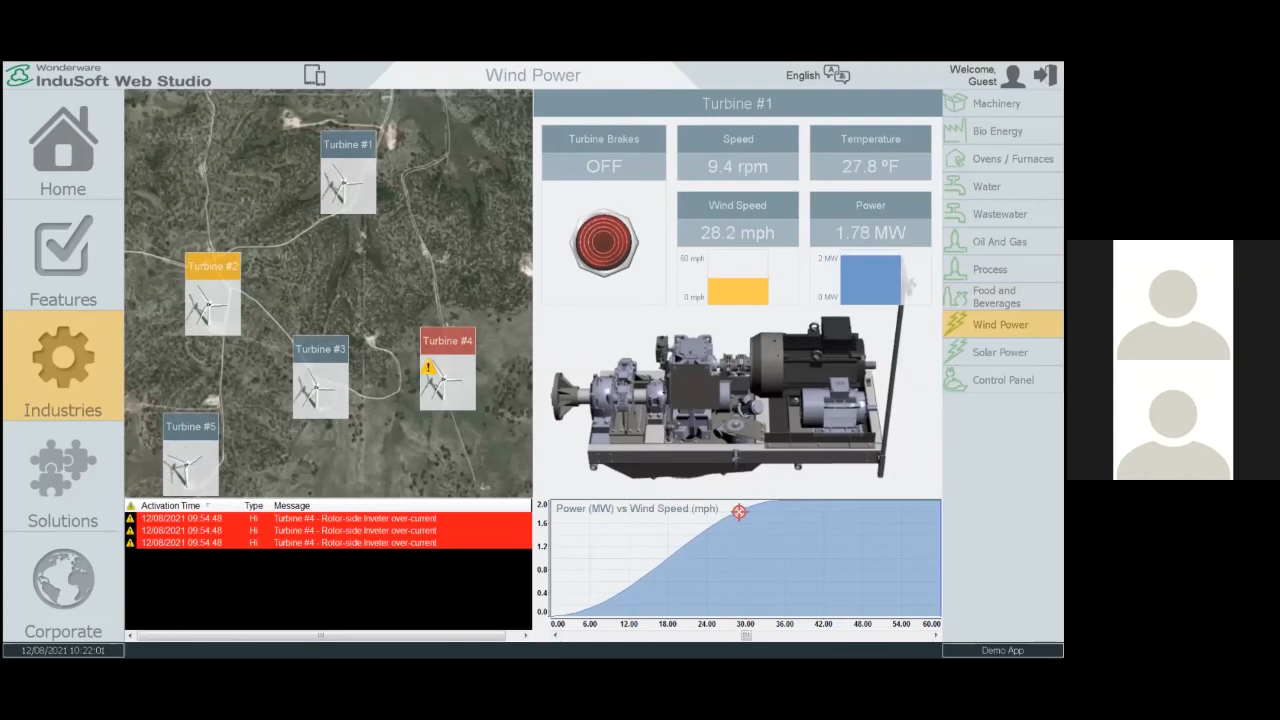 Wonderware
InduSoft Web Studio
Wind Power
English
Welcome,
Guest
Home
Features
Industries
Solutions
Corporate
12/08/2021 10:22:01
Turbine #1
Turbine #2
Turbine #3
Turbine #4
Turbine #5
Activation Time Type Message
12/08/2021 09:54:48 Hi Turbine #4 - Rotor-side Inveter over-current
12/08/2021 09:54:48 Hi Turbine #4 - Rotor-side Inveter over-current
12/08/2021 09:54:48 Hi Turbine #4 - Rotor-side Inveter over-current
Turbine #1
Turbine Brakes
OFF
Speed
9.4 rpm
Temperature
27.8 ºF
Wind Speed
28.2 mph
60 mph
0 mph
Power
1.78 MW
2 MW
0 MW
Power (MW) vs Wind Speed (mph)
2.0
1.6
1.2
0.8
0.4
0.0
0.00 6.00 12.00 18.00 24.00 30.00 36.00 42.00 48.00 54.00 60.00
Machinery
Bio Energy
Ovens / Furnaces
Water
Wastewater
Oil And Gas
Process
Food and
Beverages
Wind Power
Solar Power
Control Panel
Demo App